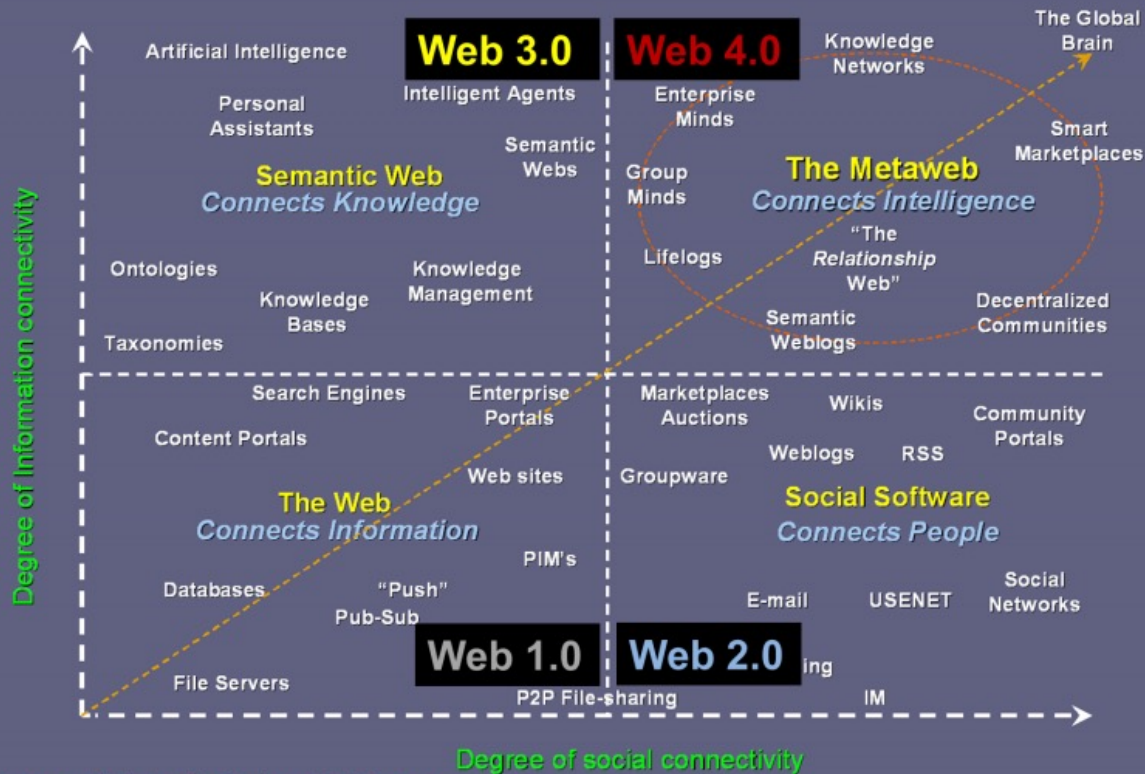 The Global
Brain
Artificial Intelligence
Web 3.0
Web 4.0
Knowledge
Networks
Intelligent Agents
Enterprise
Minds
Personal
Assistants
Semantic
Webs
Smart
Marketplaces
Semantic Web
Connects Knowledge
Group
Minds
The Metaweb
Connects Intelligence
“The
Relationship
Web”
Lifelogs
Ontologies
Knowledge
Management
Knowledge
Bases
Decentralized
Communities
Semantic
Weblogs
Taxonomies
Degree of Information connectivity
Search Engines
Enterprise
Portals
Marketplaces
Auctions
Wikis
Community
Portals
Content Portals
Weblogs
RSS
Web sites
Groupware
The Web
Connects Information
Social Software
Connects People
PIM's
Databases
“Push”
Pub-Sub
E-mail
USENET
Social
Networks
Web 1.0
Web 2.0
ing
File Servers
P2P File-sharing
IM
Degree of social connectivity